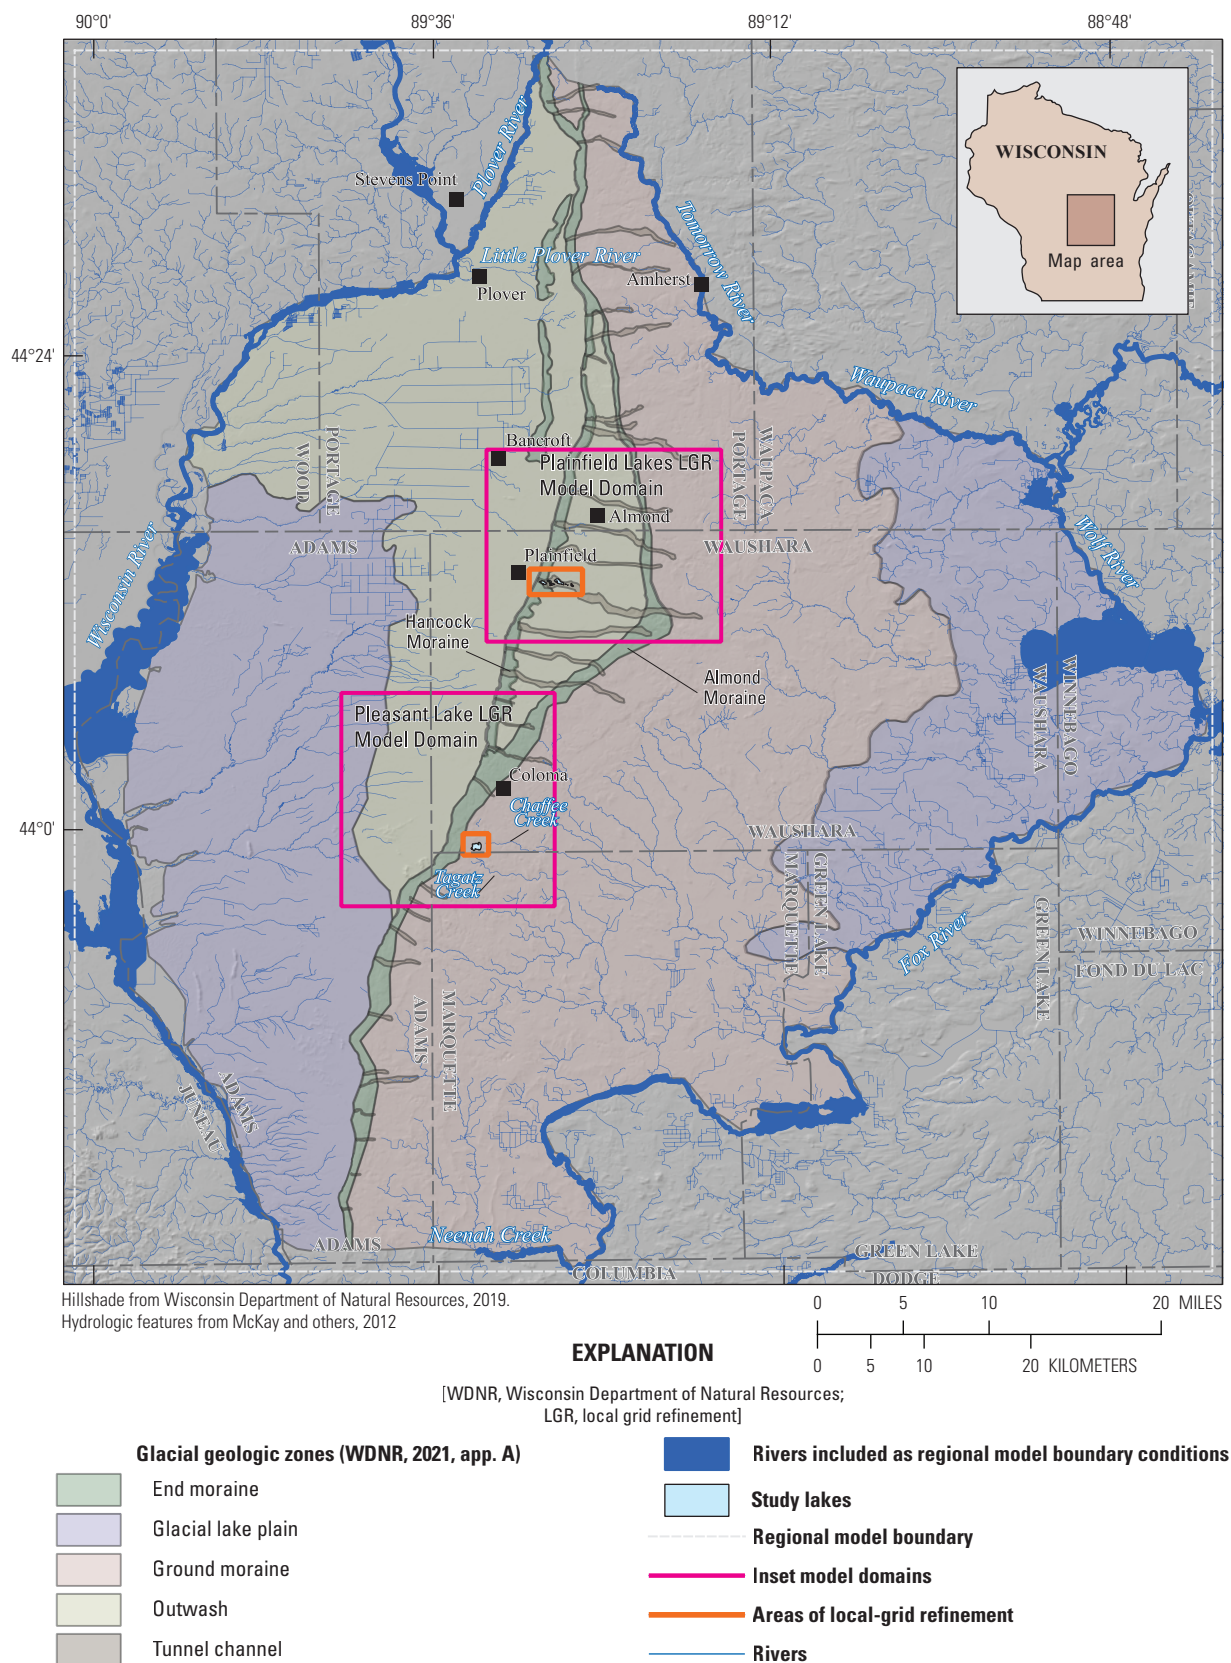 90°0'
89°36'
89°12'
88°48'
WISCONSIN
Map area
Plover River
Stevens Point
Tomorrow River
Little Plover River
Amherst
Plover
44°24'
Waupaca River
PORTAGE
WOOD
WAUPACA
PORTAGE
Bancroft
Plainfield Lakes LGR
Model Domain
Almond
Wolf River
ADAMS
WAUSHARA
Plainfield
Wisconsin River
Hancock
Moraine
Almond
Moraine
WINNEBAGO
WAUSHARA
Pleasant Lake LGR
Model Domain
Coloma
Chaffee
Creek
44°0'
WAUSHARA
Tagatz
Creek
GREEN LAKE
MARQUETTE
Fox River
GREEN LAKE
WINNEBAGO
FOND DU LAC
MARQUETTE
ADAMS
ADAMS
JUNEAU
Neenah Creek
ADAMS
GREEN LAKE
COLUMBIA
DODGE
Hillshade from Wisconsin Department of Natural Resources, 2019.
Hydrologic features from McKay and others, 2012
0 5 10 20 MILES
0 5 10 20 KILOMETERS
EXPLANATION
[WDNR, Wisconsin Department of Natural Resources;
LGR, local grid refinement]
Glacial geologic zones (WDNR, 2021, app. A)
End moraine
Glacial lake plain
Ground moraine
Outwash
Tunnel channel
Rivers included as regional model boundary conditions
Study lakes
Regional model boundary
Inset model domains
Areas of local-grid refinement
Rivers